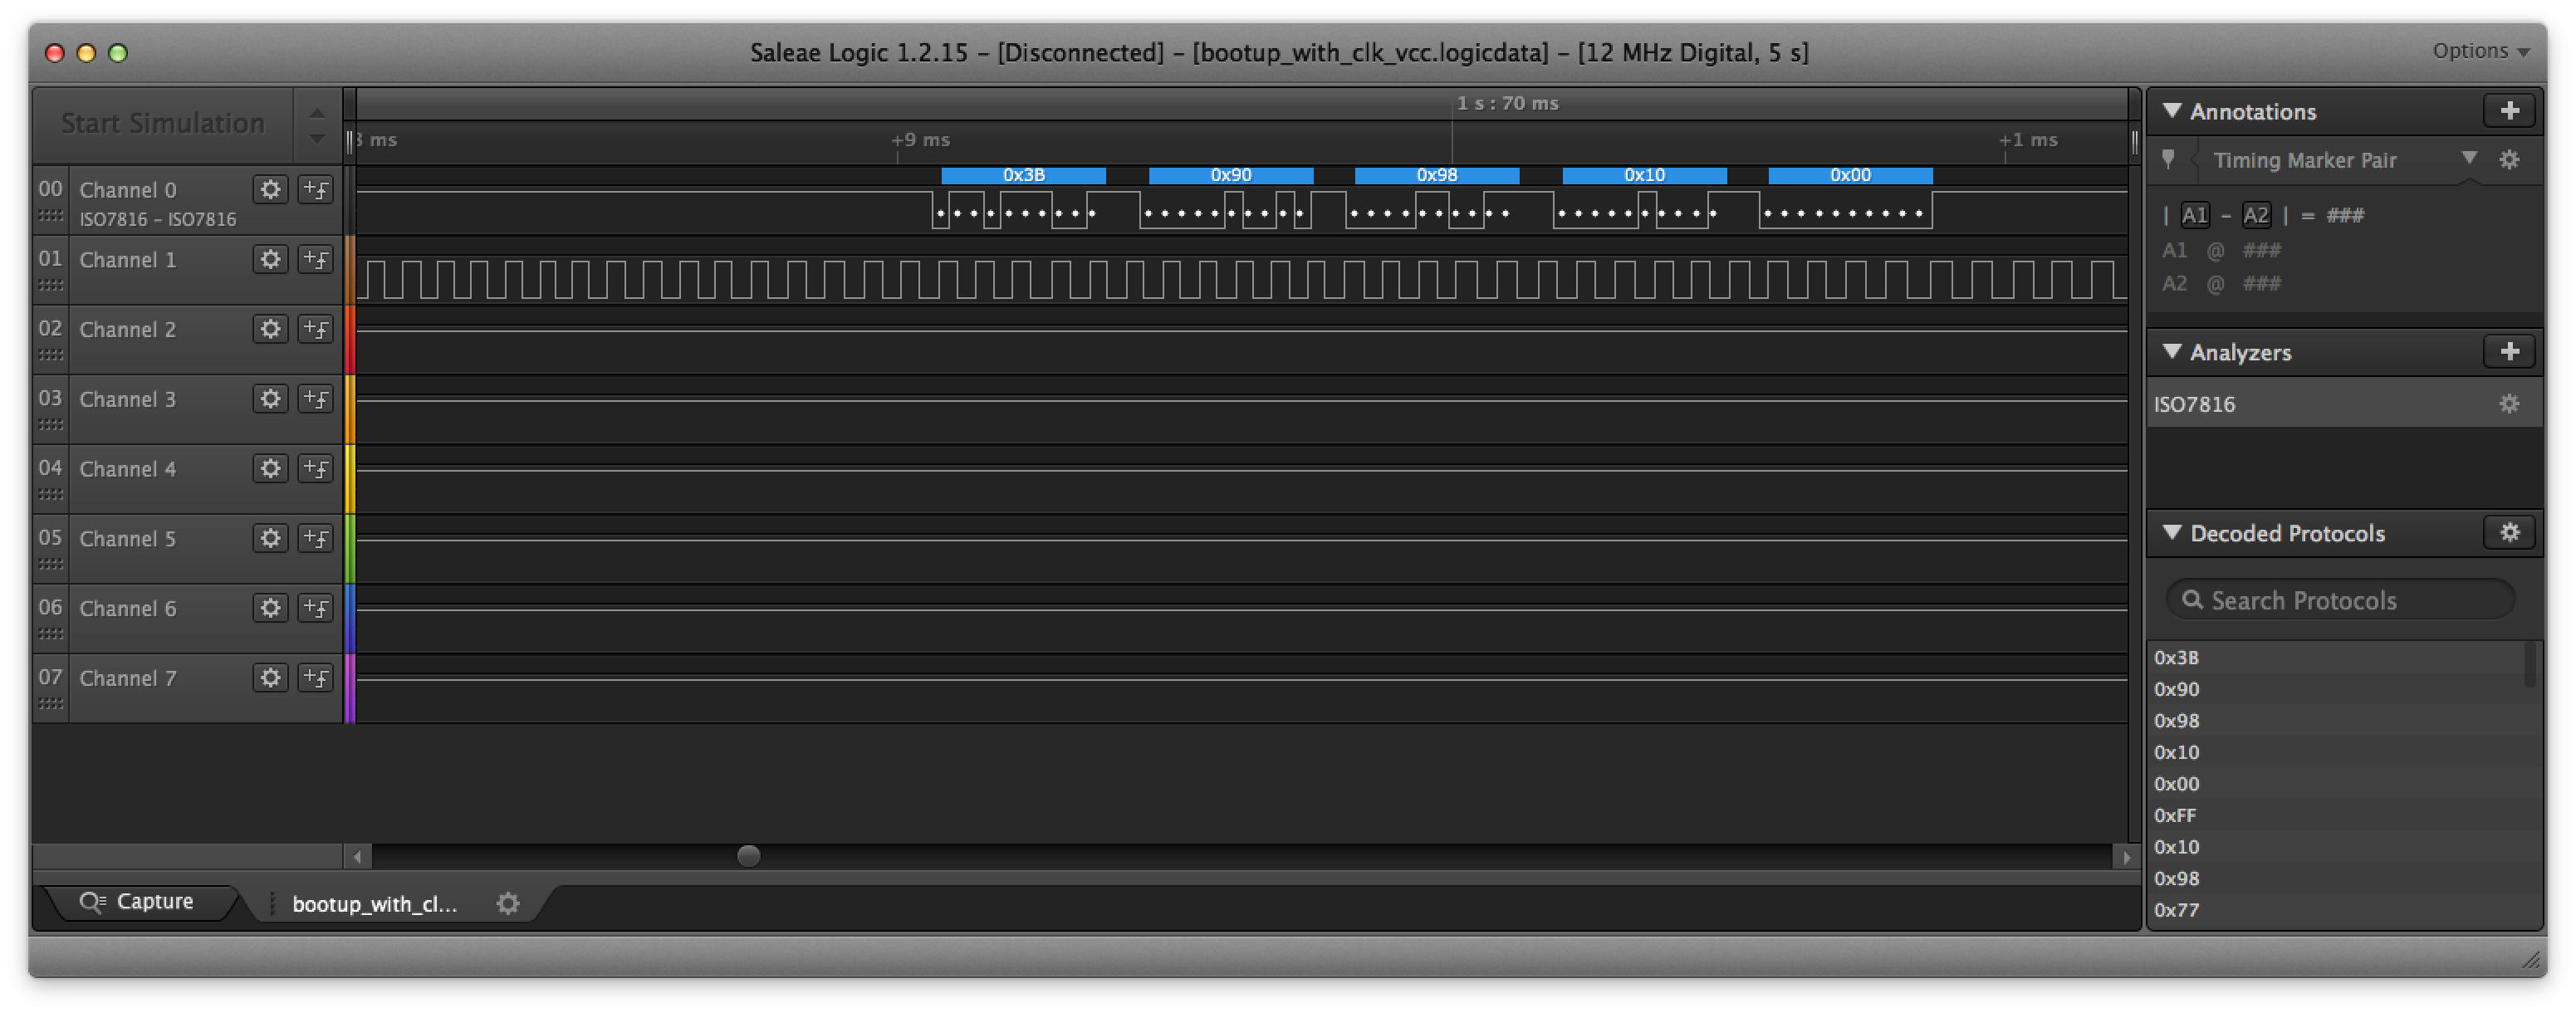 Saleae Logic 1.2.15 – [Disconnected] – [bootup_with_clk_vcc.logicdata] – [12 MHz Digital, 5 s]
Options
Start Simulation
1 s : 70 ms
3 ms
+9 ms
+1 ms
00
Channel 0
ISO7816 – ISO7816
0x3B
0x90
0x98
0x10
0x00
01
Channel 1
02
Channel 2
03
Channel 3
04
Channel 4
05
Channel 5
06
Channel 6
07
Channel 7
Capture
bootup_with_cl...
Annotations
Timing Marker Pair
| A1 – A2 | = ###
A1 @ ###
A2 @ ###
Analyzers
ISO7816
Decoded Protocols
Search Protocols
0x3B
0x90
0x98
0x10
0x00
0xFF
0x10
0x98
0x77